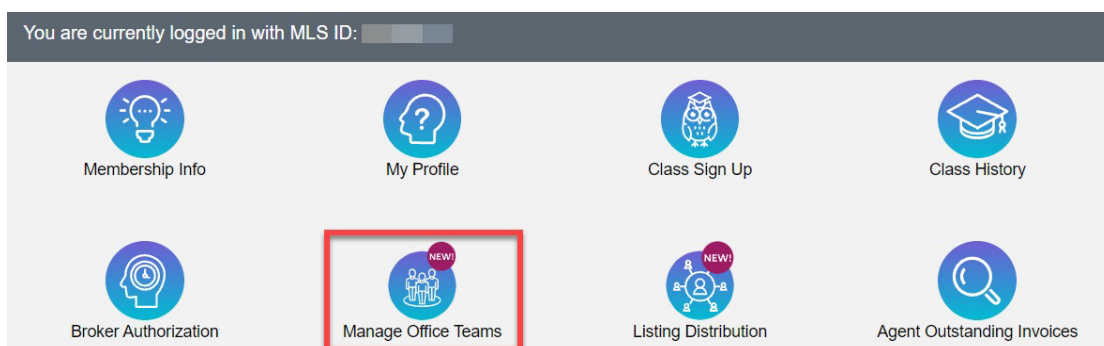 You are currently logged in with MLS ID:
Membership Info
My Profile
?
Class Sign Up
Class History
Broker Authorization
NEW!
Manage Office Teams
NEW!
Listing Distribution
Agent Outstanding Invoices